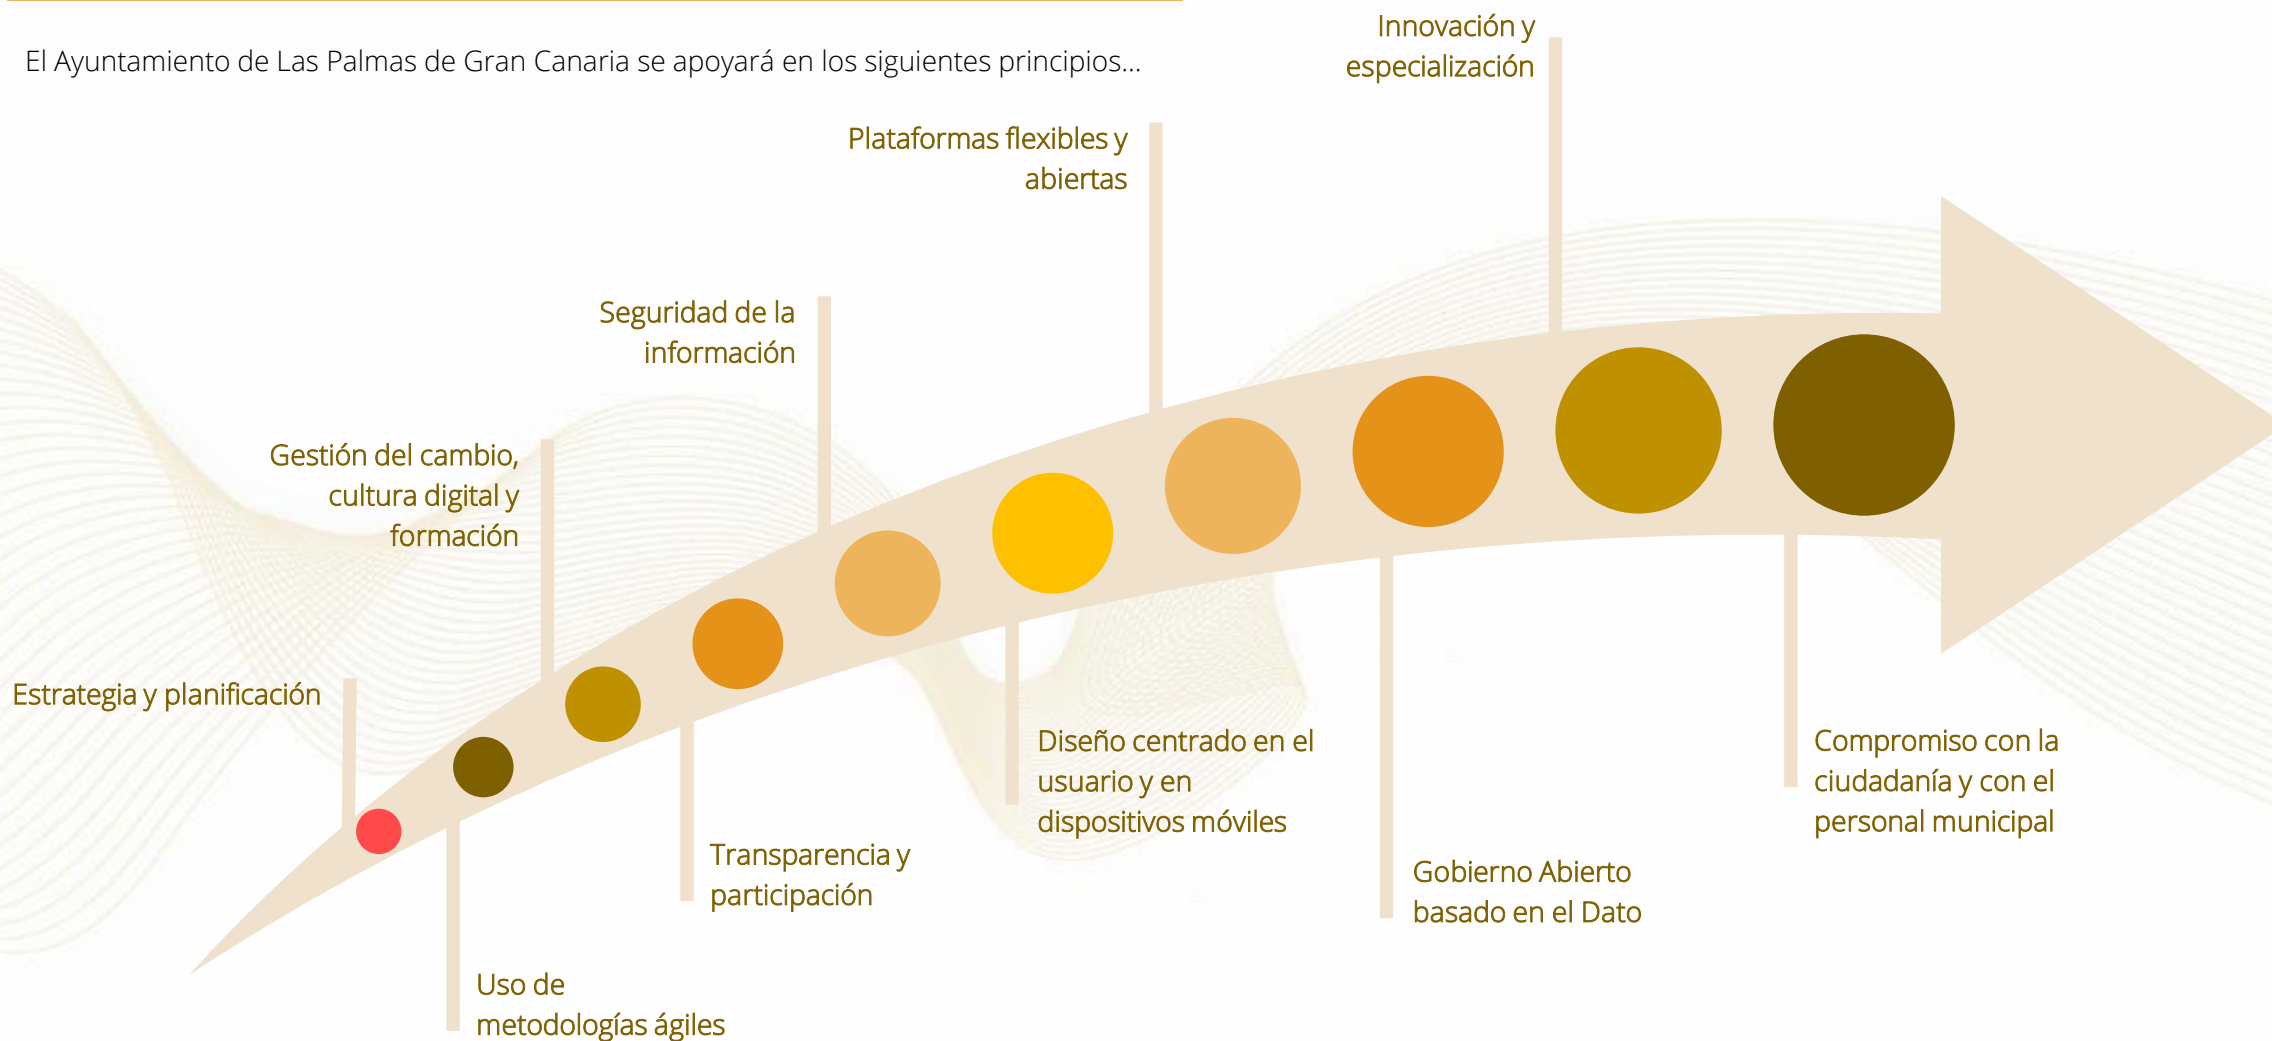 El Ayuntamiento de Las Palmas de Gran Canaria se apoyará en los siguientes principios...
Estrategia y planificación
Uso de
metodologías ágiles
Gestión del cambio,
cultura digital y
formación
Transparencia y
participación
Seguridad de la
información
Diseño centrado en el
usuario y en
dispositivos móviles
Plataformas flexibles y
abiertas
Gobierno Abierto
basado en el Dato
Innovación y
especialización
Compromiso con la
ciudadanía y con el
personal municipal